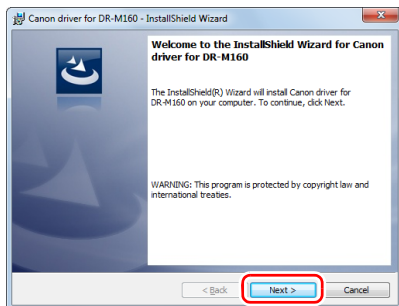 Canon driver for DR-M160 - InstallShield Wizard
Welcome to the InstallShield Wizard for Canon
driver for DR-M160
The InstallShield(R) Wizard will install Canon driver for
DR-M160 on your computer. To continue, click Next.
WARNING: This program is protected by copyright law and
international treaties.
< Back
Next >
Cancel